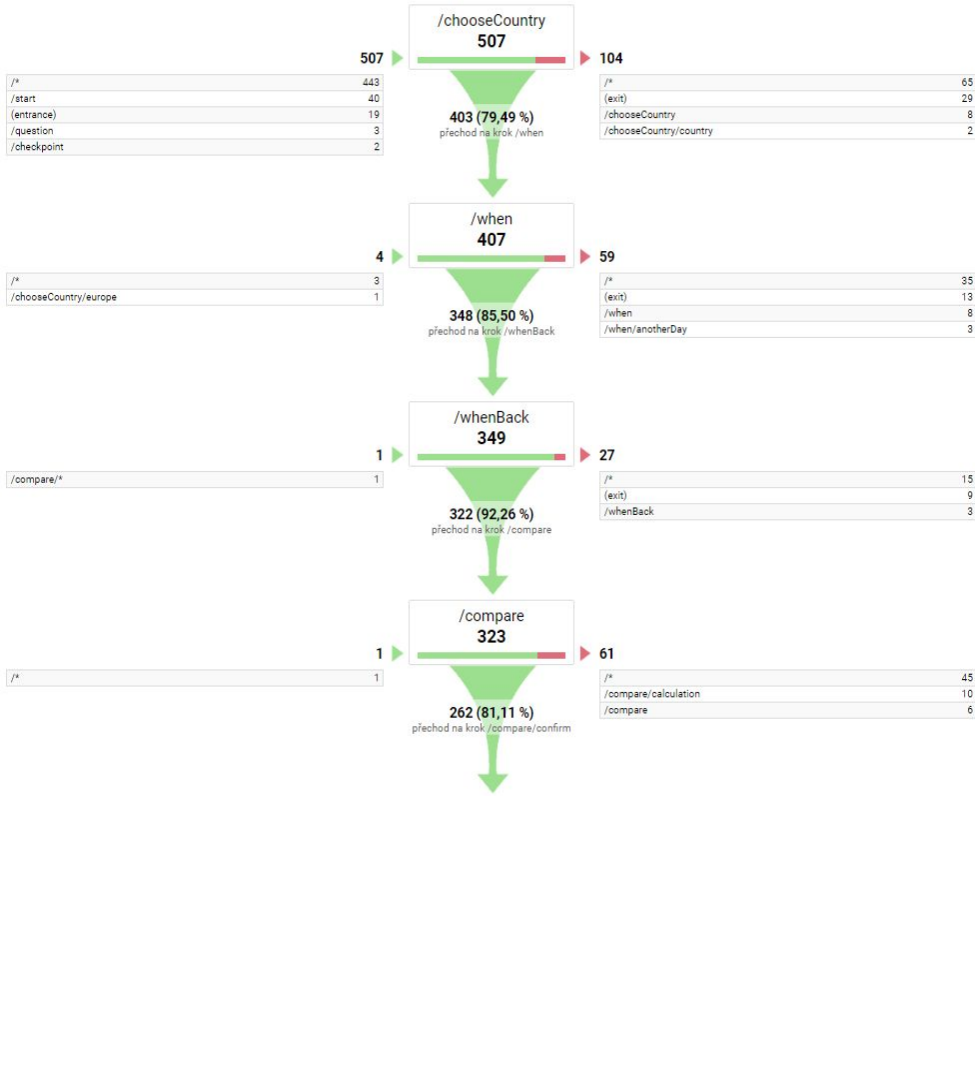 /chooseCountry
507
507
104
/* 443
/start 40
(entrance) 19
/question 3
/checkpoint 2
/* 65
(exit) 29
/chooseCountry 8
/chooseCountry/country 2
403 (79,49 %)
přechod na krok /when
/when
407
4
59
/* 3
/chooseCountry/europe 1
/* 35
(exit) 13
/when 8
/when/anotherDay 3
348 (85,50 %)
přechod na krok /whenBack
/whenBack
349
1
27
/compare/* 1
/* 15
(exit) 9
/whenBack 3
322 (92,26 %)
přechod na krok /compare
/compare
323
1
61
/* 1
/* 45
/compare/calculation 10
/compare 6
262 (81,11 %)
přechod na krok /compare/confirm